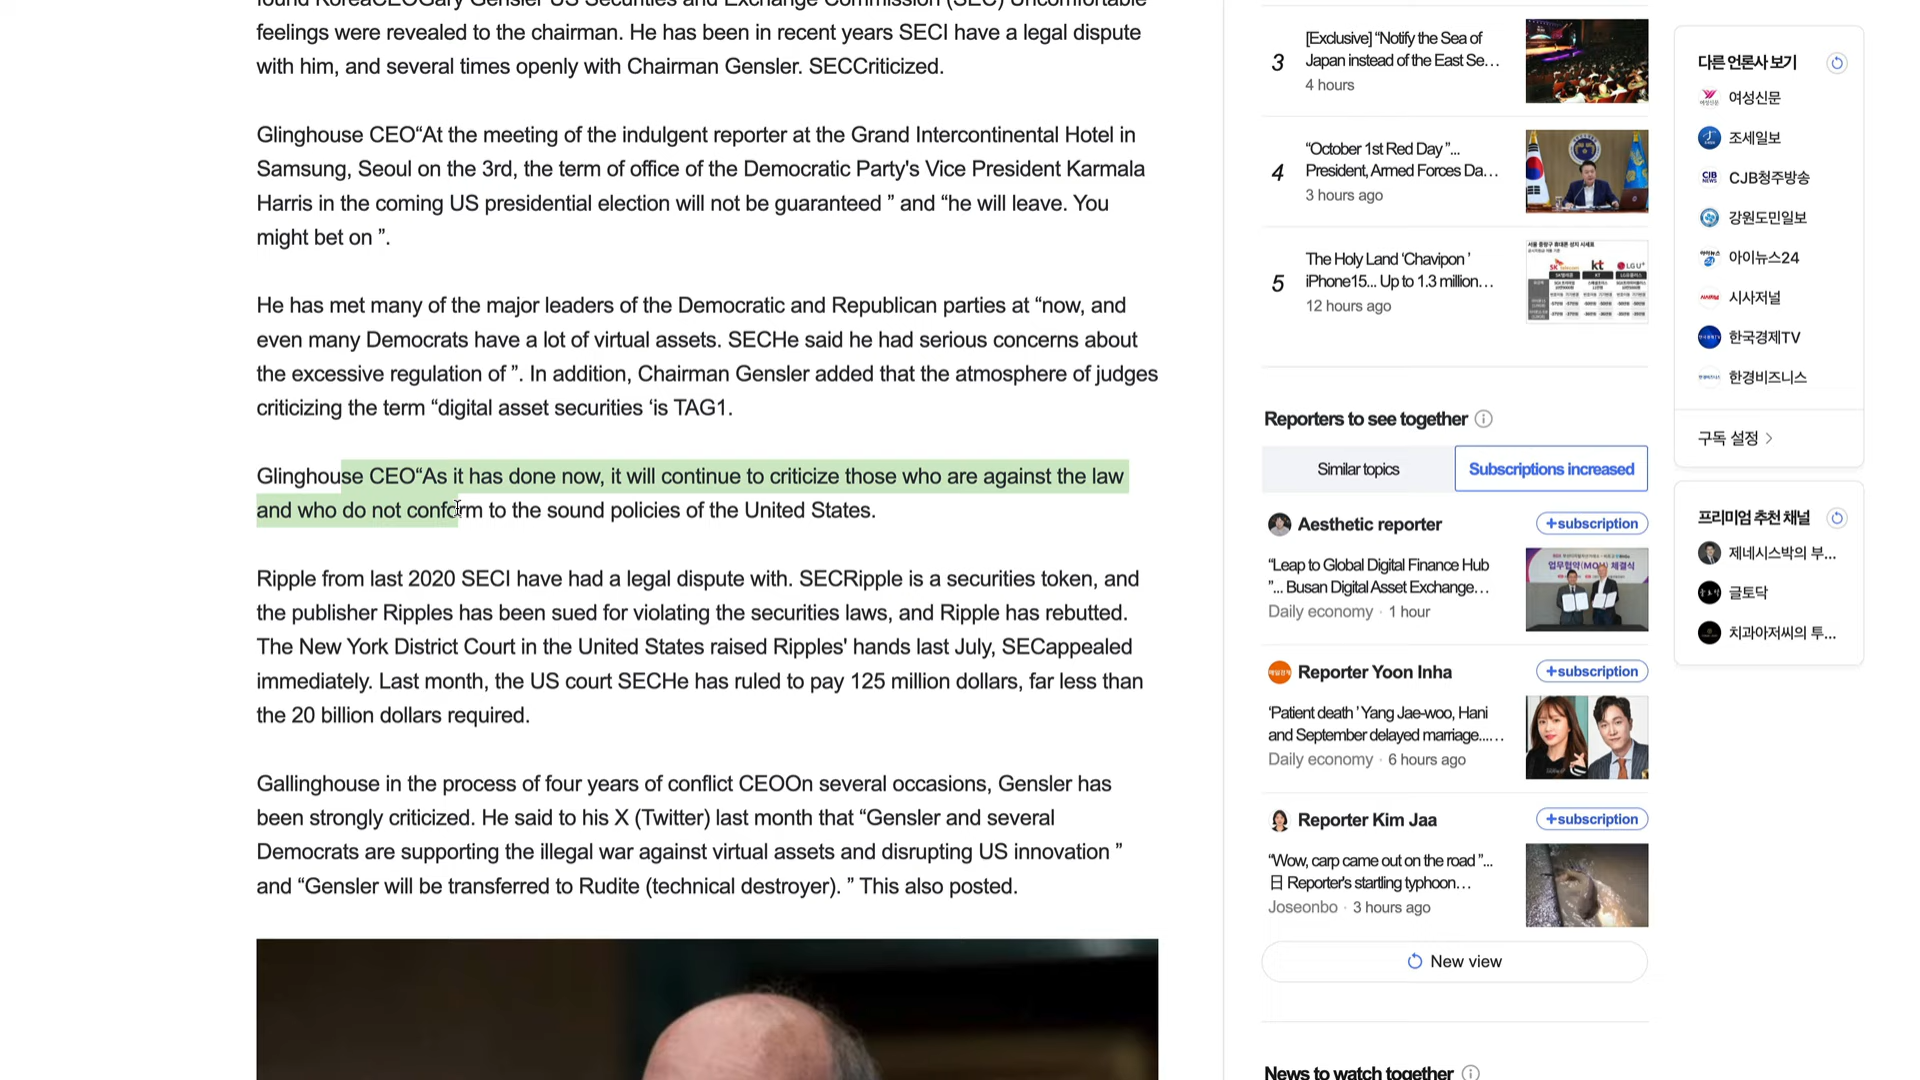 found KoreaCEOGary Gensler US Securities and Exchange Commission (SEC) Uncomfortable
feelings were revealed to the chairman. He has been in recent years SECI have a legal dispute
with him, and several times openly with Chairman Gensler. SECCriticized.
Glinghouse CEO“At the meeting of the indulgent reporter at the Grand Intercontinental Hotel in
Samsung, Seoul on the 3rd, the term of office of the Democratic Party's Vice President Karmala
Harris in the coming US presidential election will not be guaranteed ” and “he will leave. You
might bet on ”.
He has met many of the major leaders of the Democratic and Republican parties at “now, and
even many Democrats have a lot of virtual assets. SECHe said he had serious concerns about
the excessive regulation of ”. In addition, Chairman Gensler added that the atmosphere of judges
criticizing the term “digital asset securities ‘is TAG1.
Glinghouse CEO“As it has done now, it will continue to criticize those who are against the law
and who do not conform to the sound policies of the United States.
Ripple from last 2020 SECI have had a legal dispute with. SECRipple is a securities token, and
the publisher Ripples has been sued for violating the securities laws, and Ripple has rebutted.
The New York District Court in the United States raised Ripples' hands last July, SECappealed
immediately. Last month, the US court SECHe has ruled to pay 125 million dollars, far less than
the 20 billion dollars required.
Gallinghouse in the process of four years of conflict CEOOn several occasions, Gensler has
been strongly criticized. He said to his X (Twitter) last month that “Gensler and several
Democrats are supporting the illegal war against virtual assets and disrupting US innovation ”
and “Gensler will be transferred to Rudite (technical destroyer). ” This also posted.
3
[Exclusive] “Notify the Sea of
Japan instead of the East Se…
4 hours
4
“October 1st Red Day ”...
President, Armed Forces Da…
3 hours ago
5
The Holy Land ‘Chavipon ’
iPhone15... Up to 1.3 million…
12 hours ago
SK telecom kt LG U+
Reporters to see together
Similar topics
Subscriptions increased
Aesthetic reporter
+subscription
“Leap to Global Digital Finance Hub
”... Busan Digital Asset Exchange…
Daily economy · 1 hour
업무협약(MOU) 체결식
Reporter Yoon Inha
+subscription
‘Patient death ’ Yang Jae-woo, Hani
and September delayed marriage...…
Daily economy · 6 hours ago
Reporter Kim Jaa
+subscription
“Wow, carp came out on the road ”...
日 Reporter's startling typhoon…
Joseonbo · 3 hours ago
New view
News to watch together
다른 언론사 보기
여성신문
조세일보
CJB NEWS
CJB청주방송
강원도민일보
아이뉴스24
시사저널
한국경제TV
한경비즈니스
구독 설정
프리미엄 추천 채널
제네시스박의 부...
글토닥
치과아저씨의 투...